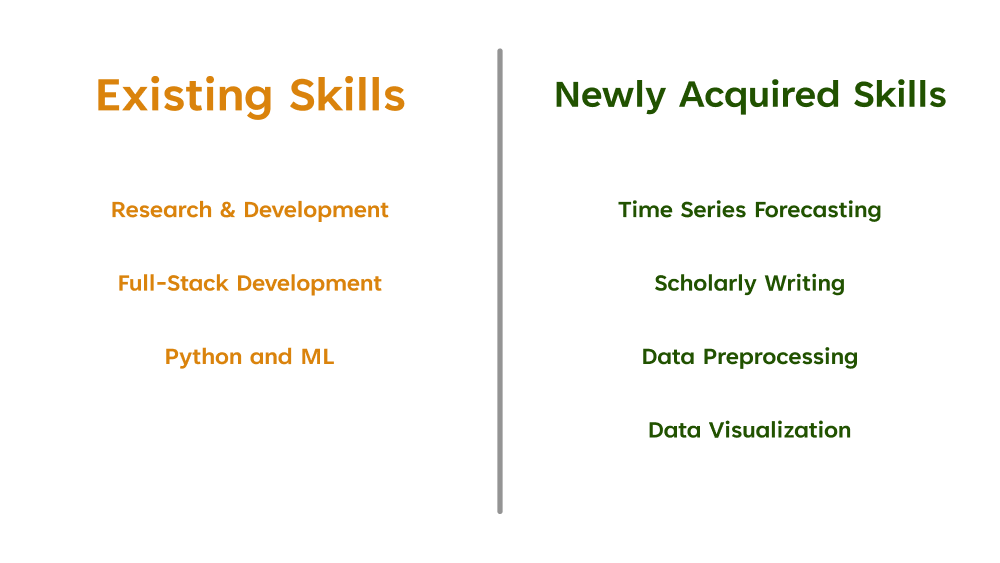 Existing Skills
Research & Development
Full-Stack Development
Python and ML
Newly Acquired Skills
Time Series Forecasting
Scholarly Writing
Data Preprocessing
Data Visualization